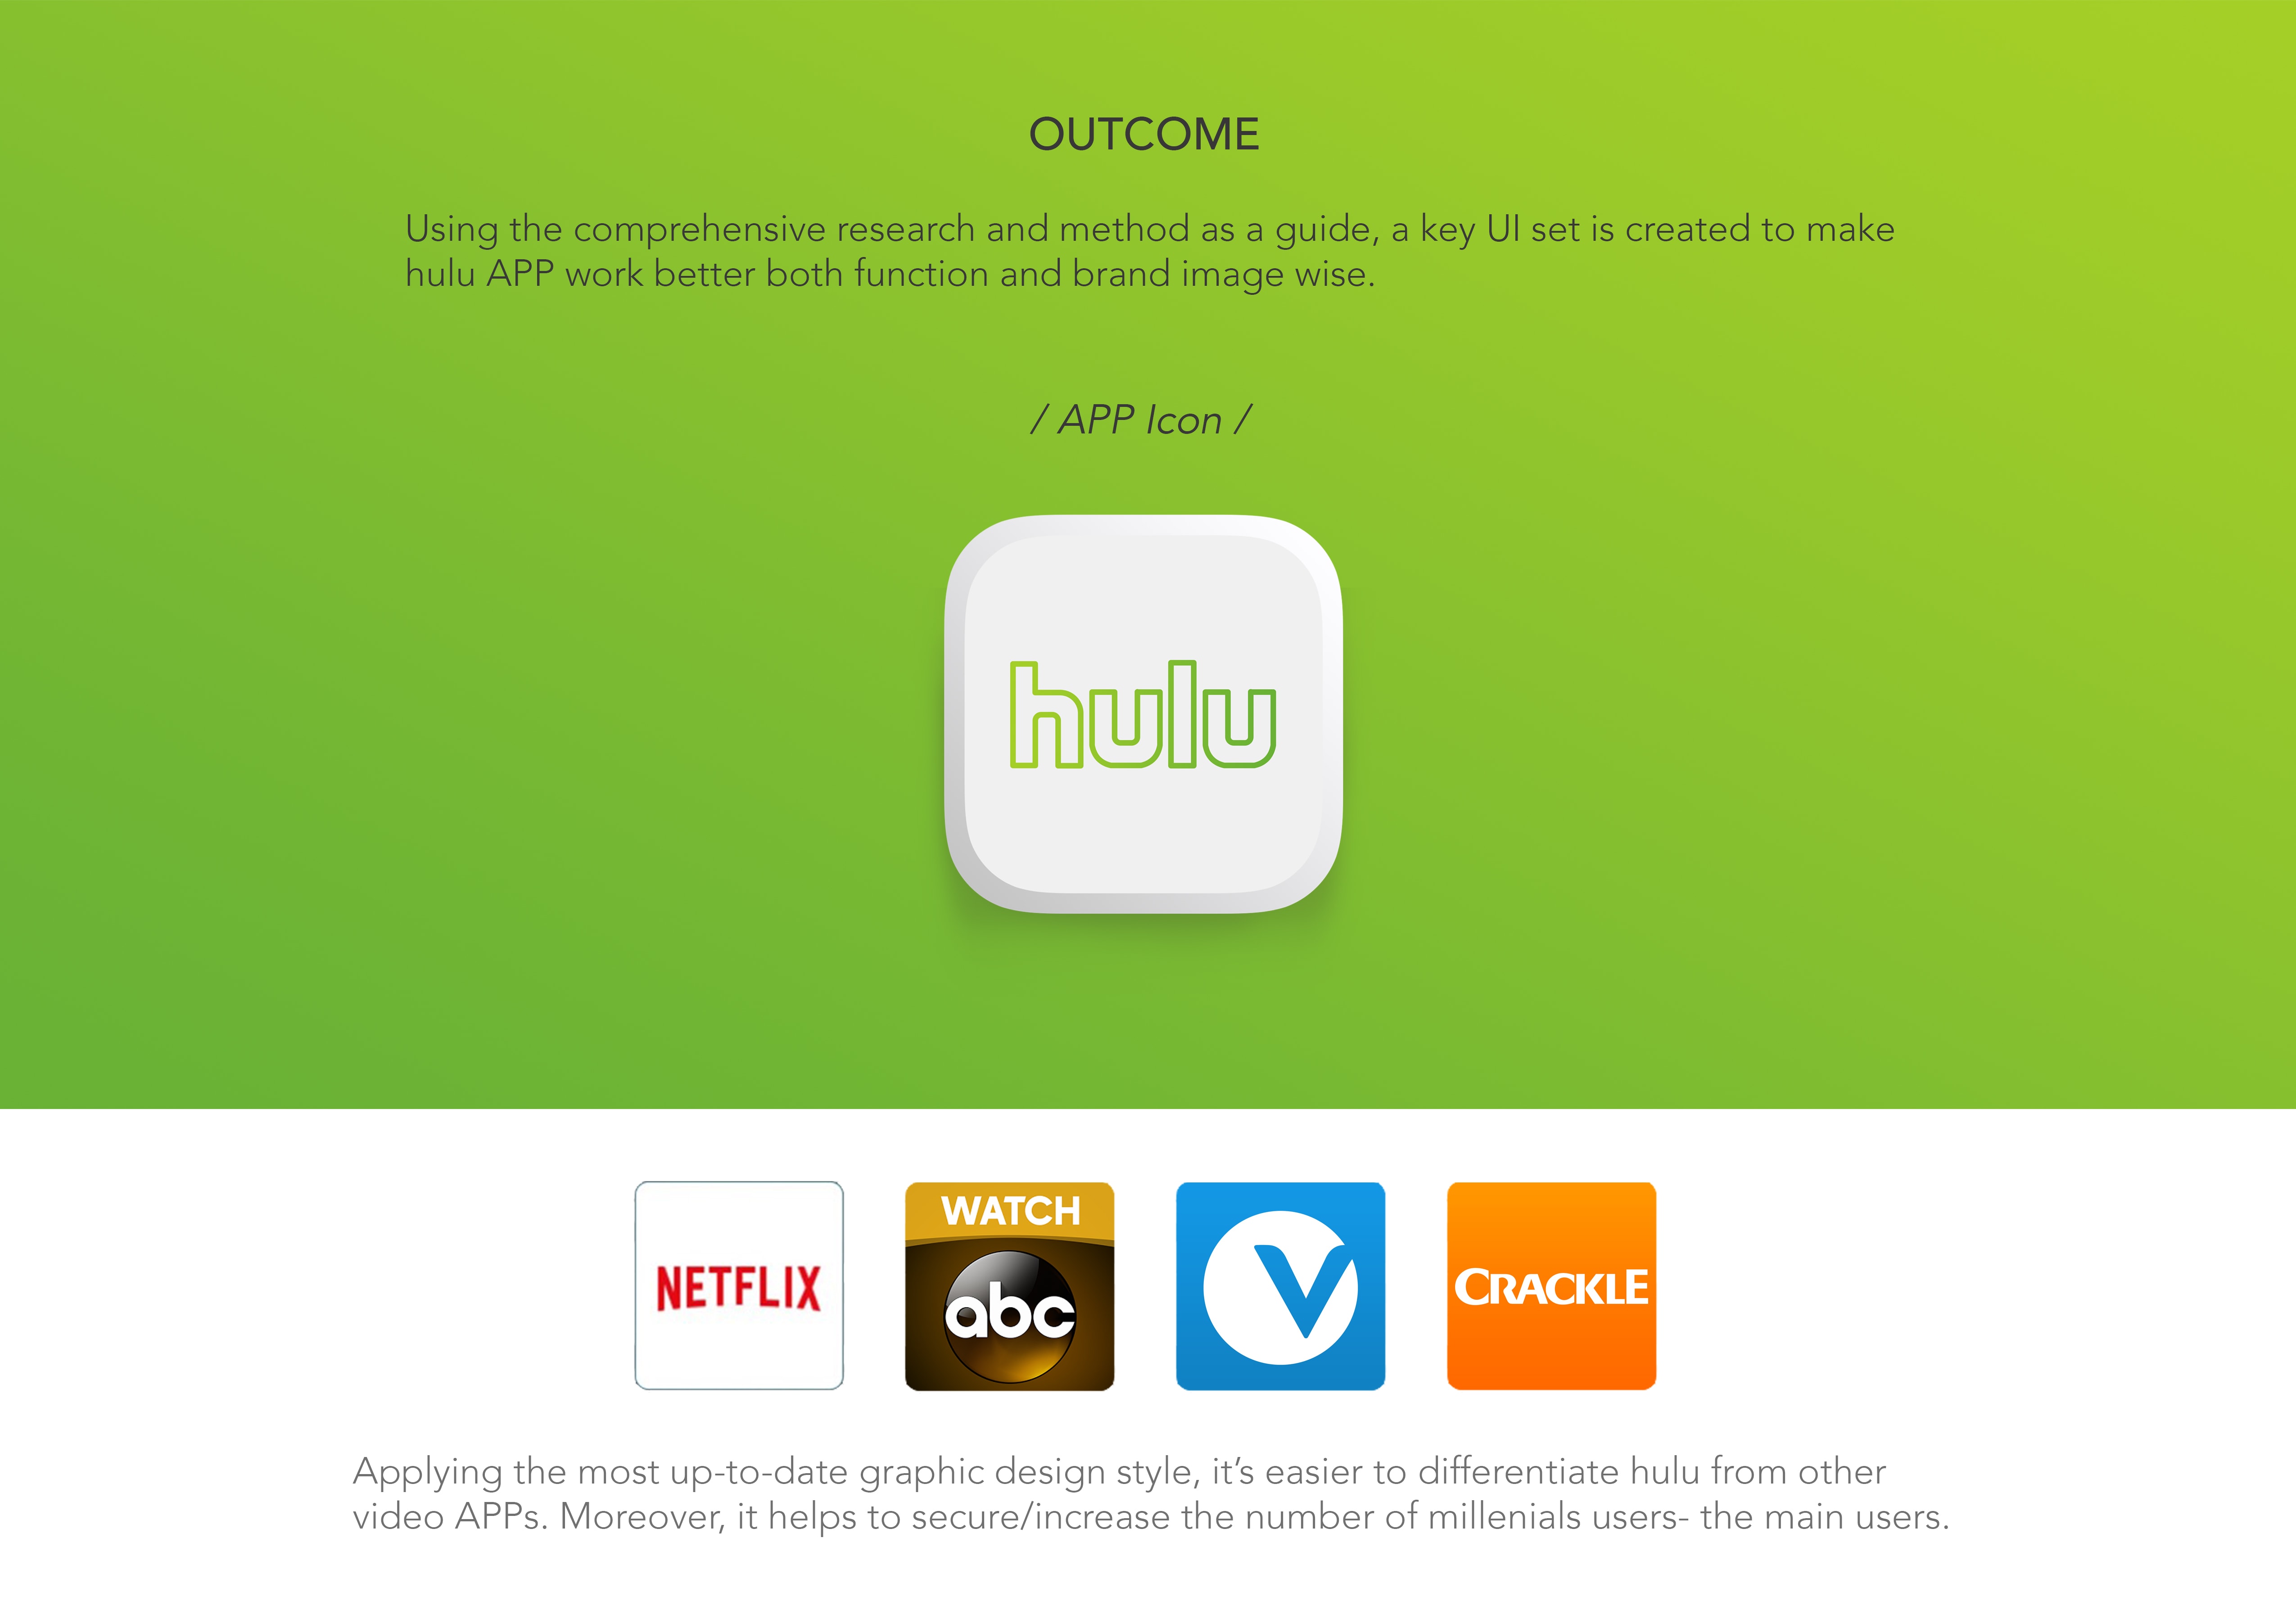 OUTCOME
Using the comprehensive research and method as a guide, a key UI set is created to make
hulu APP work better both function and brand image wise.
/ APP Icon /
hulu
NETFLIX
WATCH
abc
V
CRACKLE
Applying the most up-to-date graphic design style, it’s easier to differentiate hulu from other
video APPs. Moreover, it helps to secure/increase the number of millenials users- the main users.